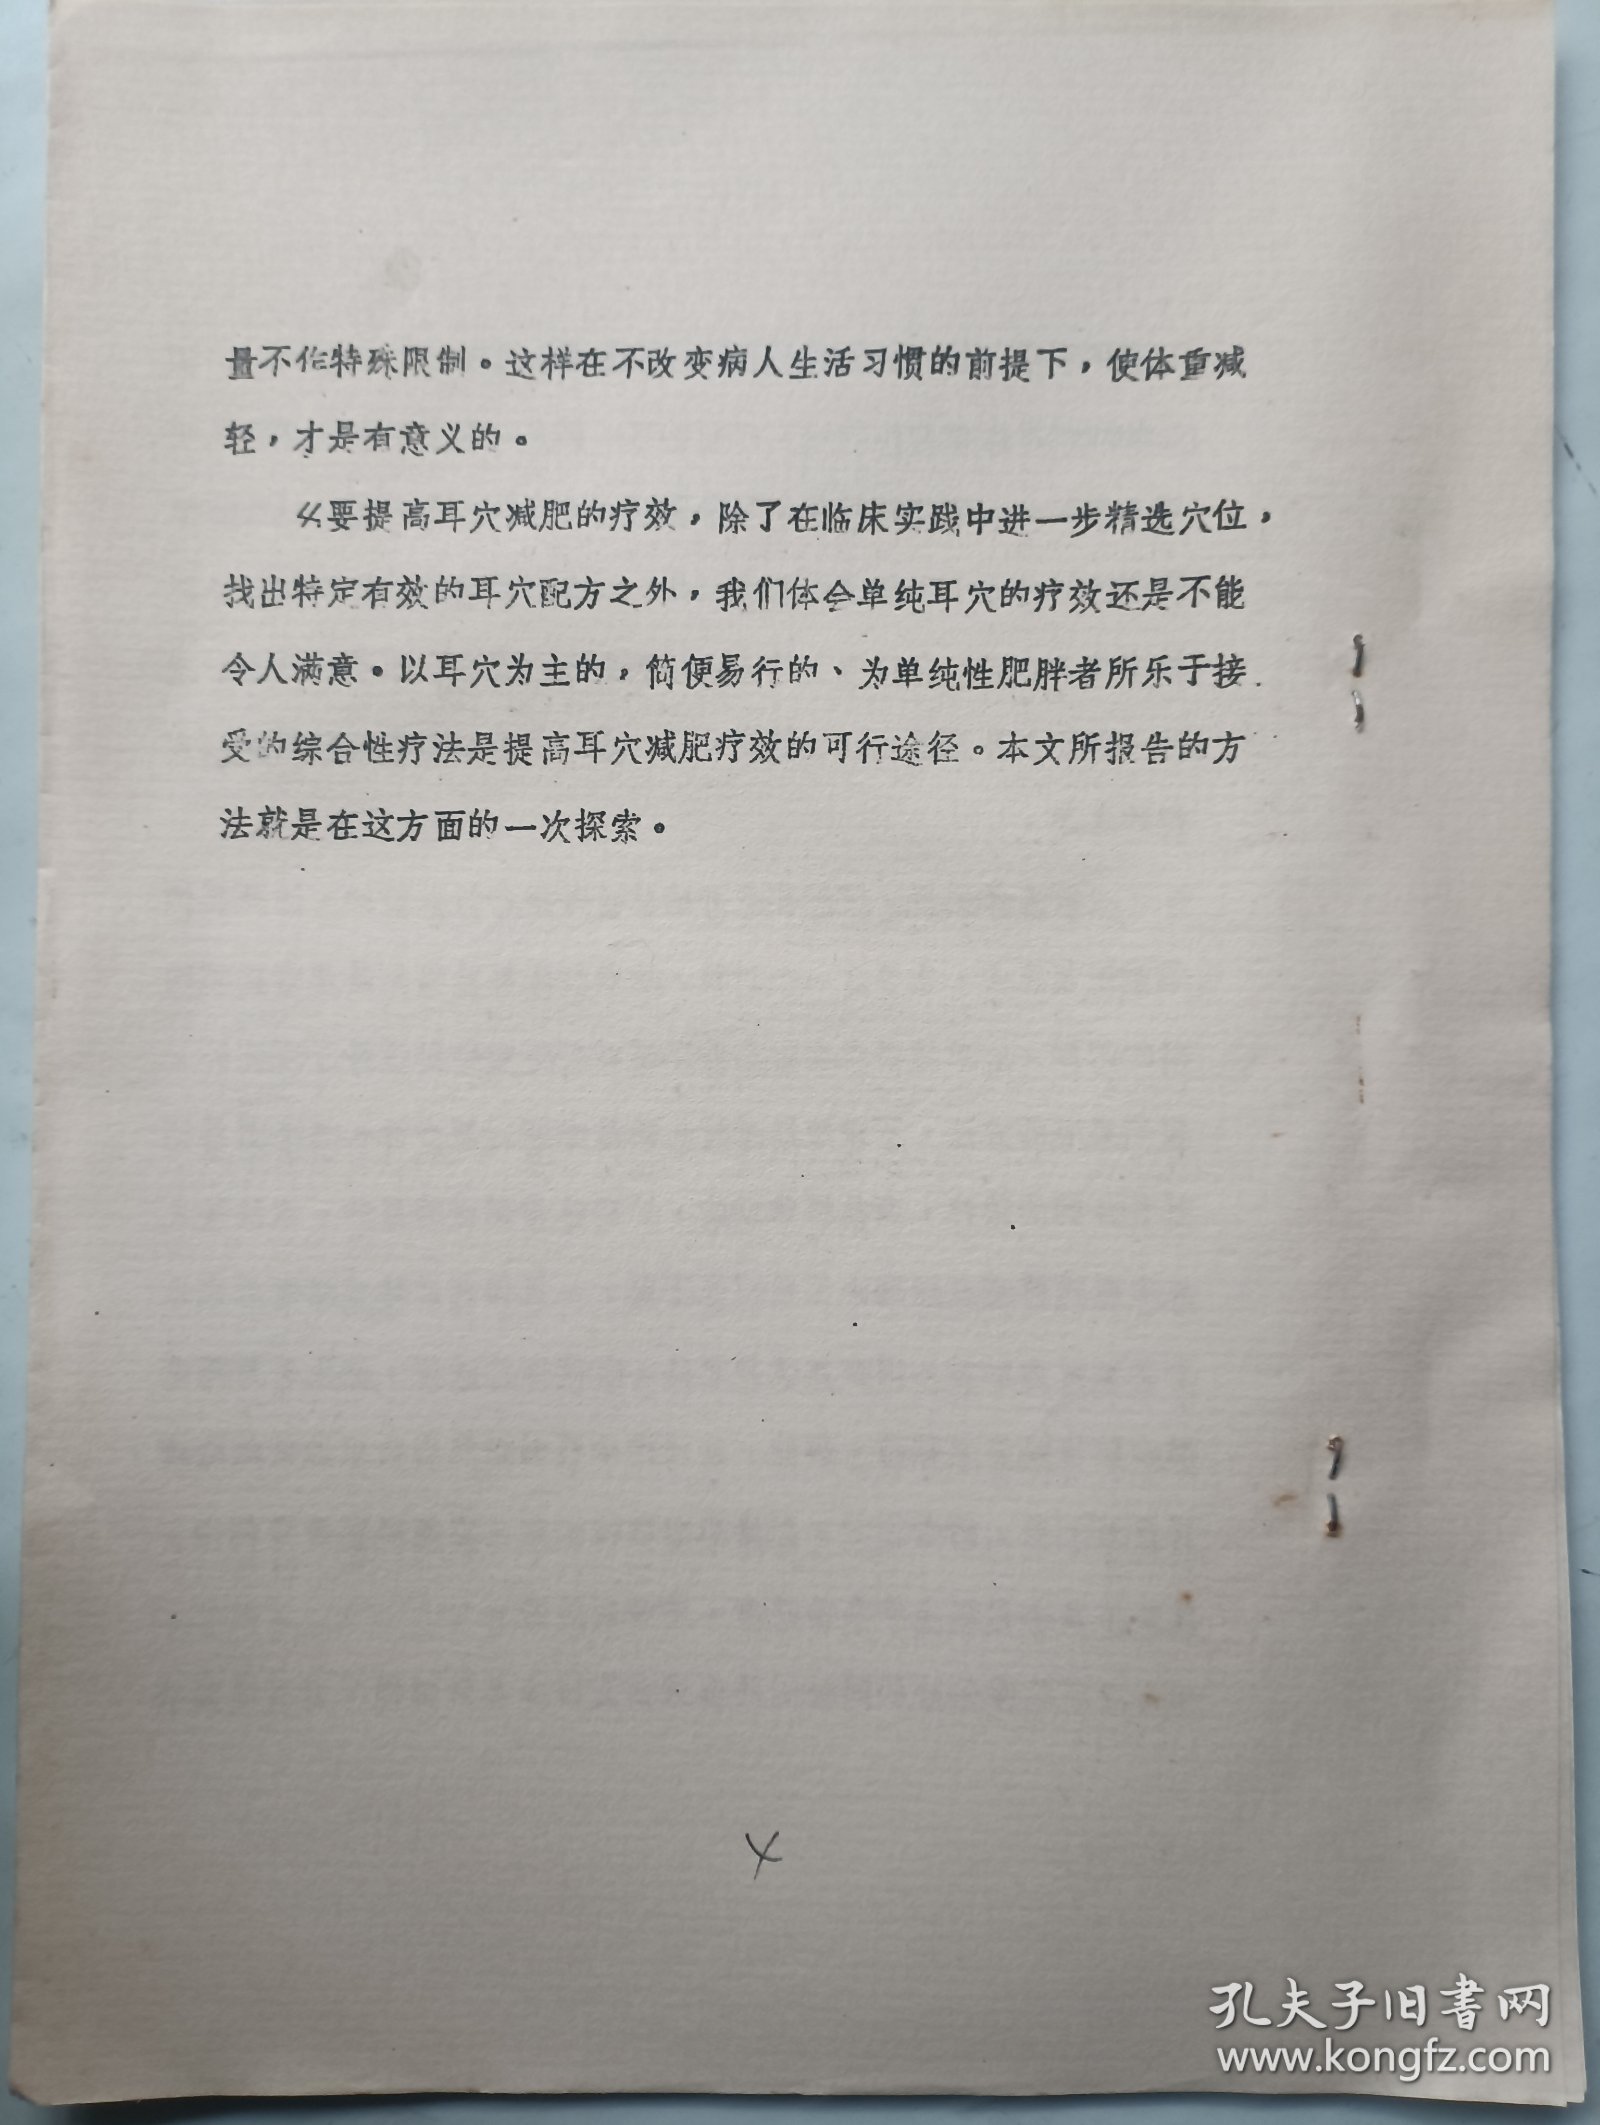 量不作特殊限制。这样在不改变病人生活习惯的前提下，使体重减
轻，才是有意义的。
4.要提高耳穴减肥的疗效，除了在临床实践中进一步精选穴位，
找出特定有效的耳穴配方之外，我们体会单纯耳穴的疗效还是不能
令人满意。以耳穴为主的，简便易行的、为单纯性肥胖者所乐于接
受的综合性疗法是提高耳穴减肥疗效的可行途径。本文所报告的方
法就是在这方面的一次探索。
4
孔夫子旧书网
www.kongfz.com